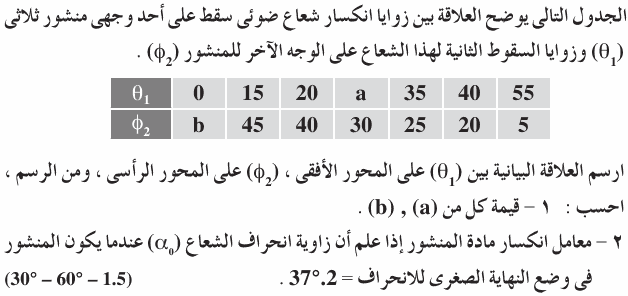 الجدول التالى يوضح العلاقة بين زوايا انكسار شعاع ضوئى سقط على أحد وجهى منشور ثلاثى
(θ₁) وزوايا السقوط الثانية لهذا الشعاع على الوجه الآخر للمنشور (ϕ₂) .
θ₁ 0 15 20 a 35 40 55
ϕ₂ b 45 40 30 25 20 5
ارسم العلاقة البيانية بين (θ₁) على المحور الأفقى ، (ϕ₂) على المحور الرأسى ، ومن الرسم ،
احسب : ١ – قيمة كل من (a) , (b) .
٢ – معامل انكسار مادة المنشور إذا علم أن زاوية انحراف الشعاع (α₀) عندما يكون المنشور
فى وضع النهاية الصغرى للانحراف = 37°.2 . (30° – 60° – 1.5)